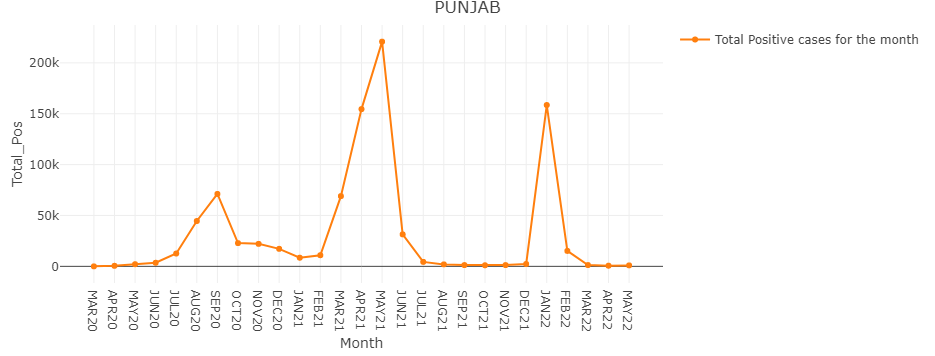 PUNJAB
Total Positive cases for the month
Total_Pos
200k
150k
100k
50k
0
MAR20
APR20
MAY20
JUN20
JUL20
AUG20
SEP20
OCT20
NOV20
DEC20
JAN21
FEB21
MAR21
APR21
MAY21
JUN21
JUL21
AUG21
SEP21
OCT21
NOV21
DEC21
JAN22
FEB22
MAR22
APR22
MAY22
Month